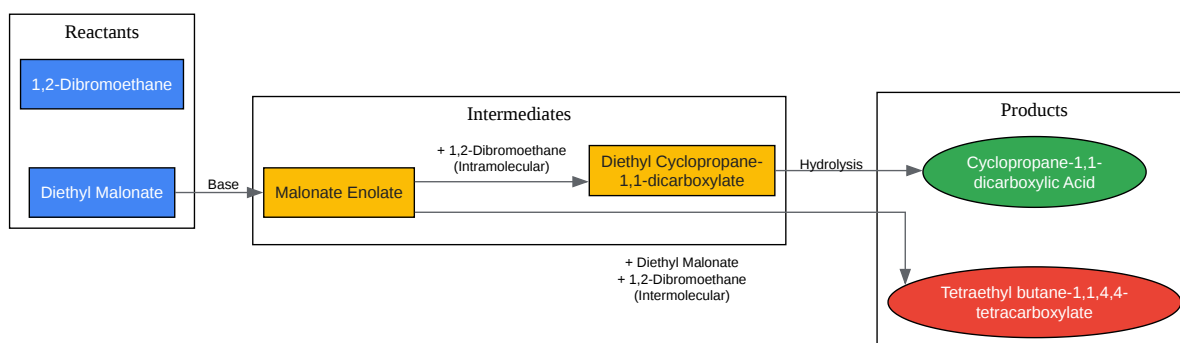 Reactants
1,2-Dibromoethane
Diethyl Malonate
Base
Intermediates
Malonate Enolate
+ 1,2-Dibromoethane
(Intramolecular)
Diethyl Cyclopropane-
1,1-dicarboxylate
+ Diethyl Malonate
+ 1,2-Dibromoethane
(Intermolecular)
Hydrolysis
Products
Cyclopropane-1,1-
dicarboxylic Acid
Tetraethyl butane-1,1,4,4-
tetracarboxylate